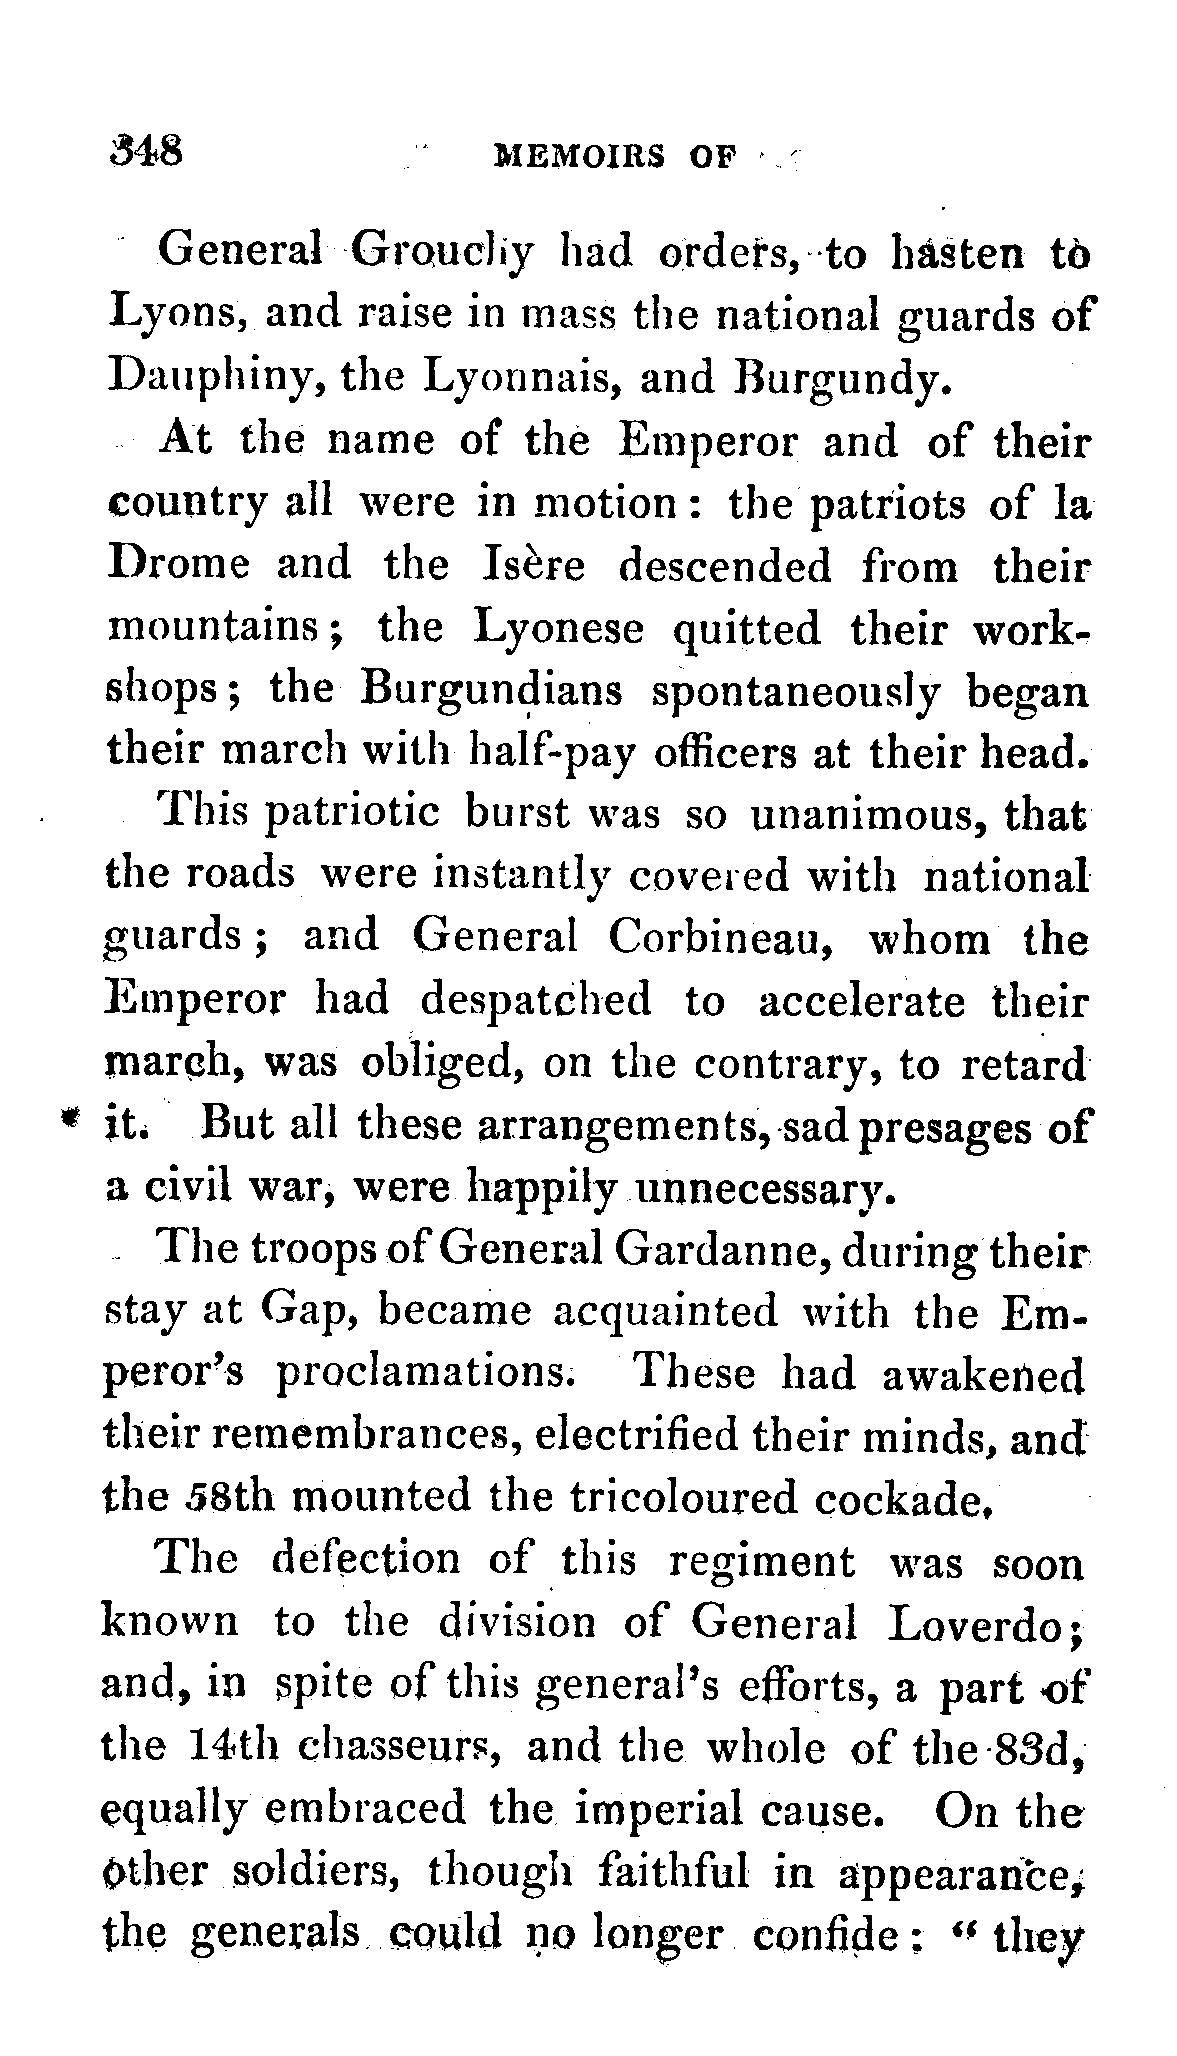 348 MEMOIRS OF
General Grouchy had orders, to hasten to
Lyons, and raise in mass the national guards of
Dauphiny, the Lyonnais, and Burgundy.
At the name of the Emperor and of their
country all were in motion : the patriots of la
Drome and the Isère descended from their
mountains ; the Lyonese quitted their work-
shops ; the Burgundians spontaneously began
their march with half-pay officers at their head.
This patriotic burst was so unanimous, that
the roads were instantly covered with national
guards ; and General Corbineau, whom the
Emperor had despatched to accelerate their
march, was obliged, on the contrary, to retard
it. But all these arrangements, sad presages of
a civil war, were happily unnecessary.
The troops of General Gardanne, during their
stay at Gap, became acquainted with the Em-
peror's proclamations. These had awakened
their remembrances, electrified their minds, and
the 58th mounted the tricoloured cockade.
The defection of this regiment was soon
known to the division of General Loverdo;
and, in spite of this general's efforts, a part of
the 14th chasseurs, and the whole of the 83d,
equally embraced the imperial cause. On the
other soldiers, though faithful in appearance,
the generals could no longer confide : “ they